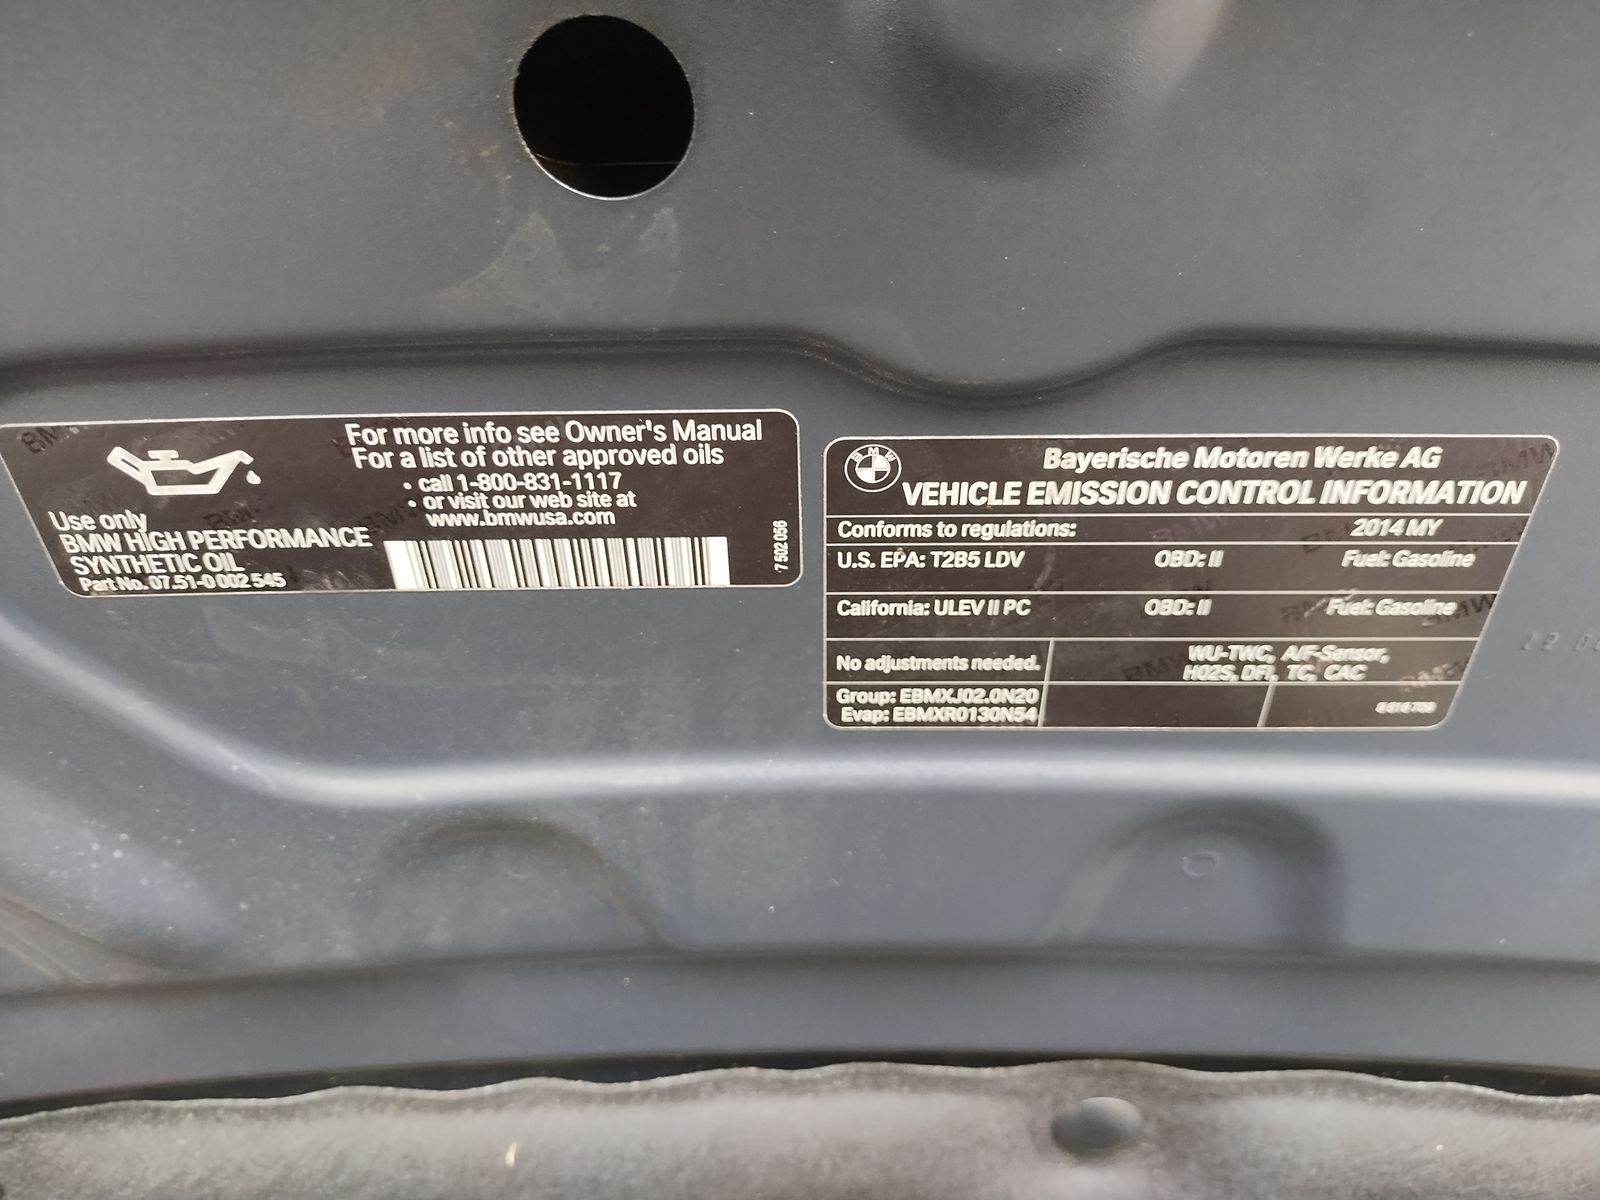 For more info see Owner's Manual
For a list of other approved oils
• call 1-800-831-1117
• or visit our web site at
www.bmwusa.com
Use only
BMW HIGH PERFORMANCE
SYNTHETIC OIL
Part No. 07.51-0 002 545
7 502 056
BMW
Bayerische Motoren Werke AG
VEHICLE EMISSION CONTROL INFORMATION
Conforms to regulations: 2014 MY
U.S. EPA: T2B5 LDV OBD: II Fuel: Gasoline
California: ULEV II PC OBD: II Fuel: Gasoline
No adjustments needed.
WU-TWC, A/F-Sensor,
HO2S, DFI, TC, CAC
Group: EBMXJ02.0N20
Evap: EBMXR0130N54